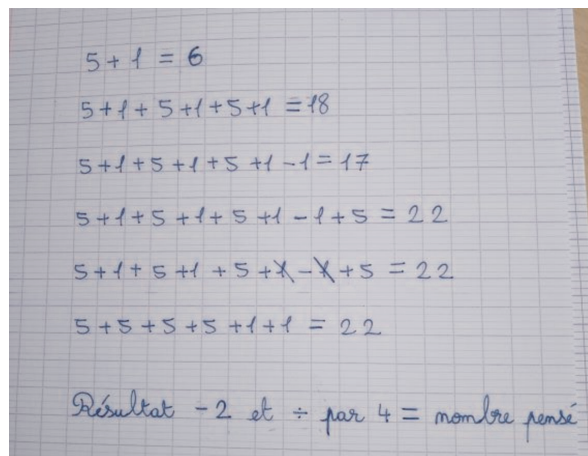 5 + 1 = 6
5 + 1 + 5 + 1 + 5 + 1 = 18
5 + 1 + 5 + 1 + 5 + 1 - 1 = 17
5 + 1 + 5 + 1 + 5 + 1 - 1 + 5 = 22
5 + 1 + 5 + 1 + 5 + 1 - 1 + 5 = 22
5 + 5 + 5 + 5 + 1 + 1 = 22
Résultat - 2 et ÷ par 4 = nombre pensé